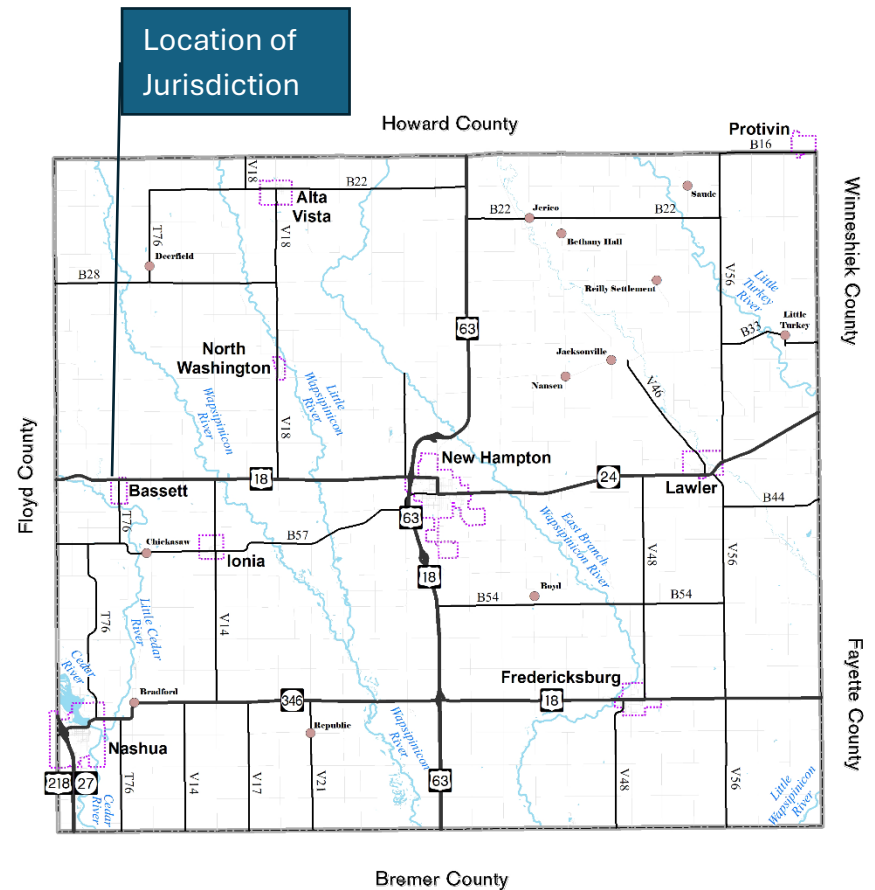 Location of
Jurisdiction
Howard County
Protivin
B16
V18
B22
Alta
Vista
Saude
Jerico
B22
B22
T76
V18
Bethany Hall
Deerfield
B28
Reilly Settlement
V56
Little
Turkey
River
Winneshiek County
Little
Turkey
B33
63
North
Washington
Jacksonville
Nansen
V46
Wapsipinicon
River
Little
Wapsipinicon
River
V18
Floyd County
New Hampton
18
24
Bassett
Lawler
B44
T76
63
Chickasaw
B57
Ionia
East Branch
Wapsipinicon River
V48
V56
18
Boyd
B54
B54
T76
Little Cedar
River
V14
Cedar
River
Fredericksburg
Fayette County
Bradford
346
18
Republic
Wapsipinicon
River
Nashua
218
27
Cedar
River
T76
V14
V17
V21
63
V48
V56
Little
Wapsipinicon
River
Bremer County